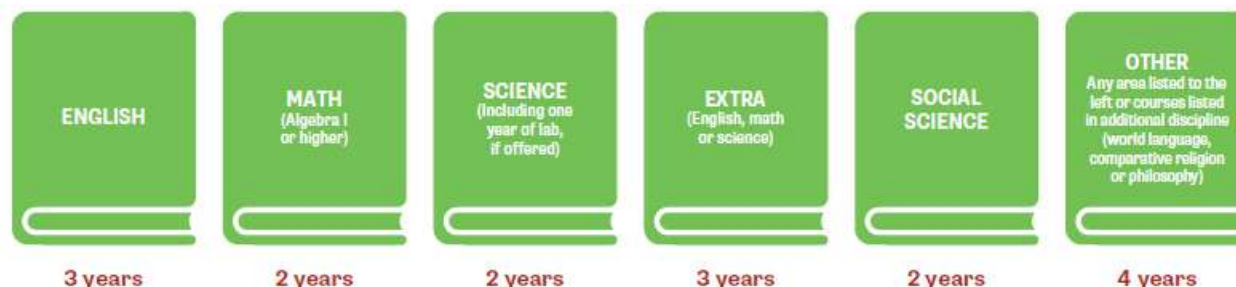 ENGLISH
3 years
MATH
(Algebra I
or higher)
2 years
SCIENCE
(Including one
year of lab,
if offered)
2 years
EXTRA
(English, math
or science)
3 years
SOCIAL
SCIENCE
2 years
OTHER
Any area listed to the
left or courses listed
in additional discipline
(world language,
comparative religion
or philosophy)
4 years